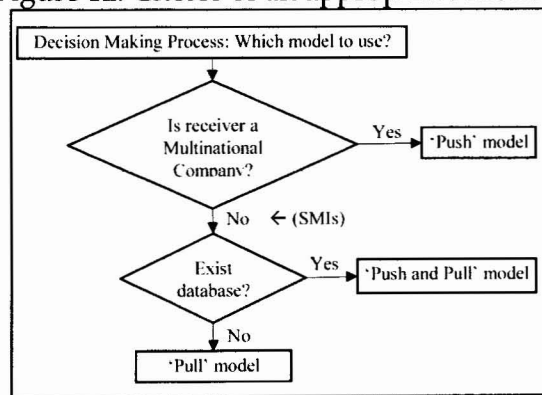 Decision Making Process: Which model to use?
Is receiver a
Multinational
Company?
Yes
'Push' model
No ← (SMIs)
Exist
database?
Yes
'Push and Pull' model
No
'Pull' model